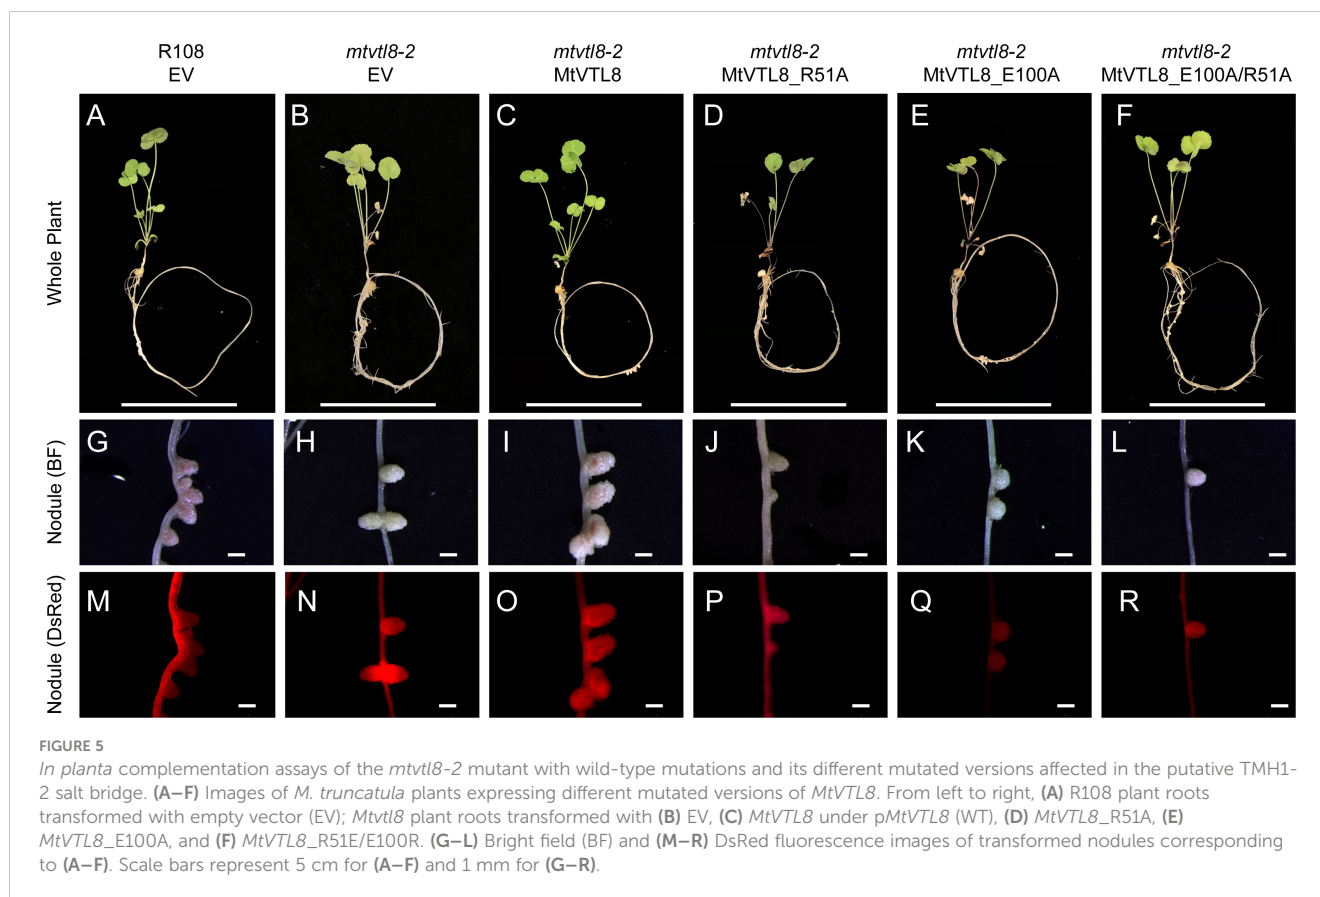 R108
EV
mtvtl8-2
EV
mtvtl8-2
MtVTL8
mtvtl8-2
MtVTL8_R51A
mtvtl8-2
MtVTL8_E100A
mtvtl8-2
MtVTL8_E100A/R51A
Whole Plant
A
B
C
D
E
F
Nodule (BF)
G
H
I
J
K
L
Nodule (DsRed)
M
N
O
P
Q
R
FIGURE 5
In planta complementation assays of the mtvtl8-2 mutant with wild-type mutations and its different mutated versions affected in the putative TMH1-
2 salt bridge. (A–F) Images of M. truncatula plants expressing different mutated versions of MtVTL8. From left to right, (A) R108 plant roots
transformed with empty vector (EV); Mtvtl8 plant roots transformed with (B) EV, (C) MtVTL8 under pMtVTL8 (WT), (D) MtVTL8_R51A, (E)
MtVTL8_E100A, and (F) MtVTL8_R51E/E100R. (G–L) Bright field (BF) and (M–R) DsRed fluorescence images of transformed nodules corresponding
to (A–F). Scale bars represent 5 cm for (A–F) and 1 mm for (G–R).